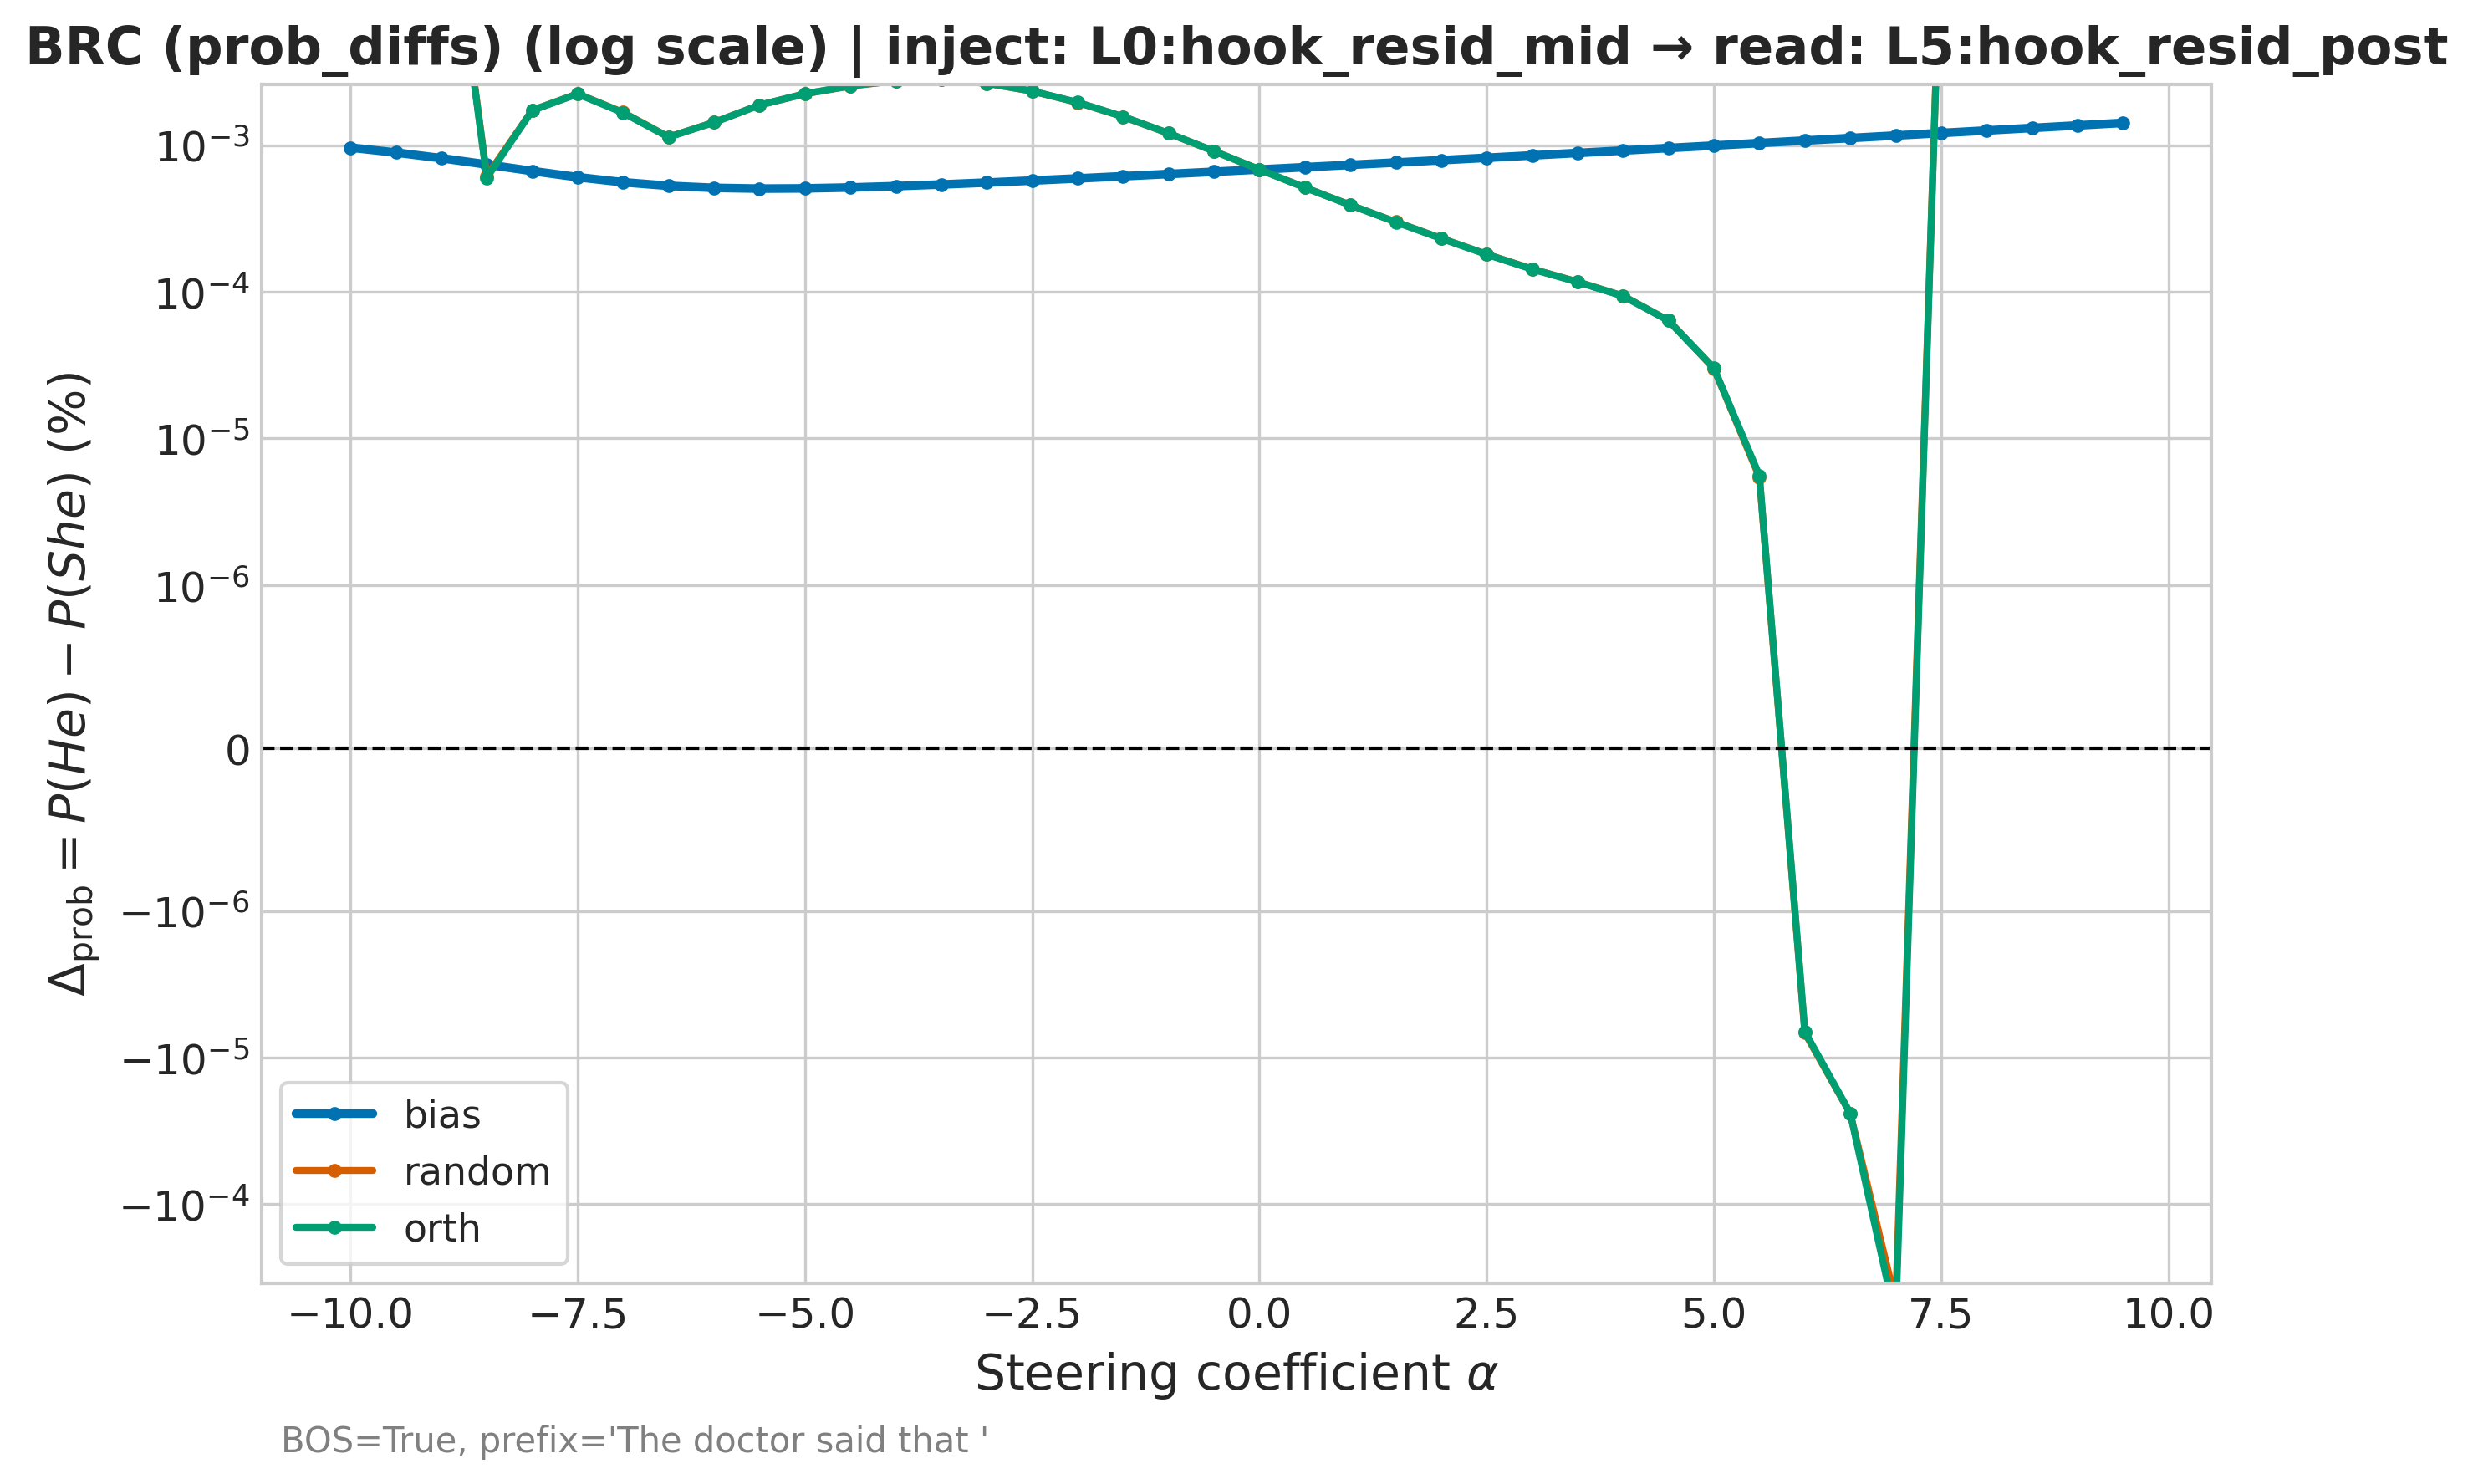 BRC (prob_diffs) (log scale) | inject: L0:hook_resid_mid → read: L5:hook_resid_post
Δprob = P(He) − P(She) (%)
10⁻³
10⁻⁴
10⁻⁵
10⁻⁶
0
−10⁻⁶
−10⁻⁵
−10⁻⁴
bias
random
orth
−10.0 −7.5 −5.0 −2.5 0.0 2.5 5.0 7.5 10.0
Steering coefficient α
BOS=True, prefix='The doctor said that '